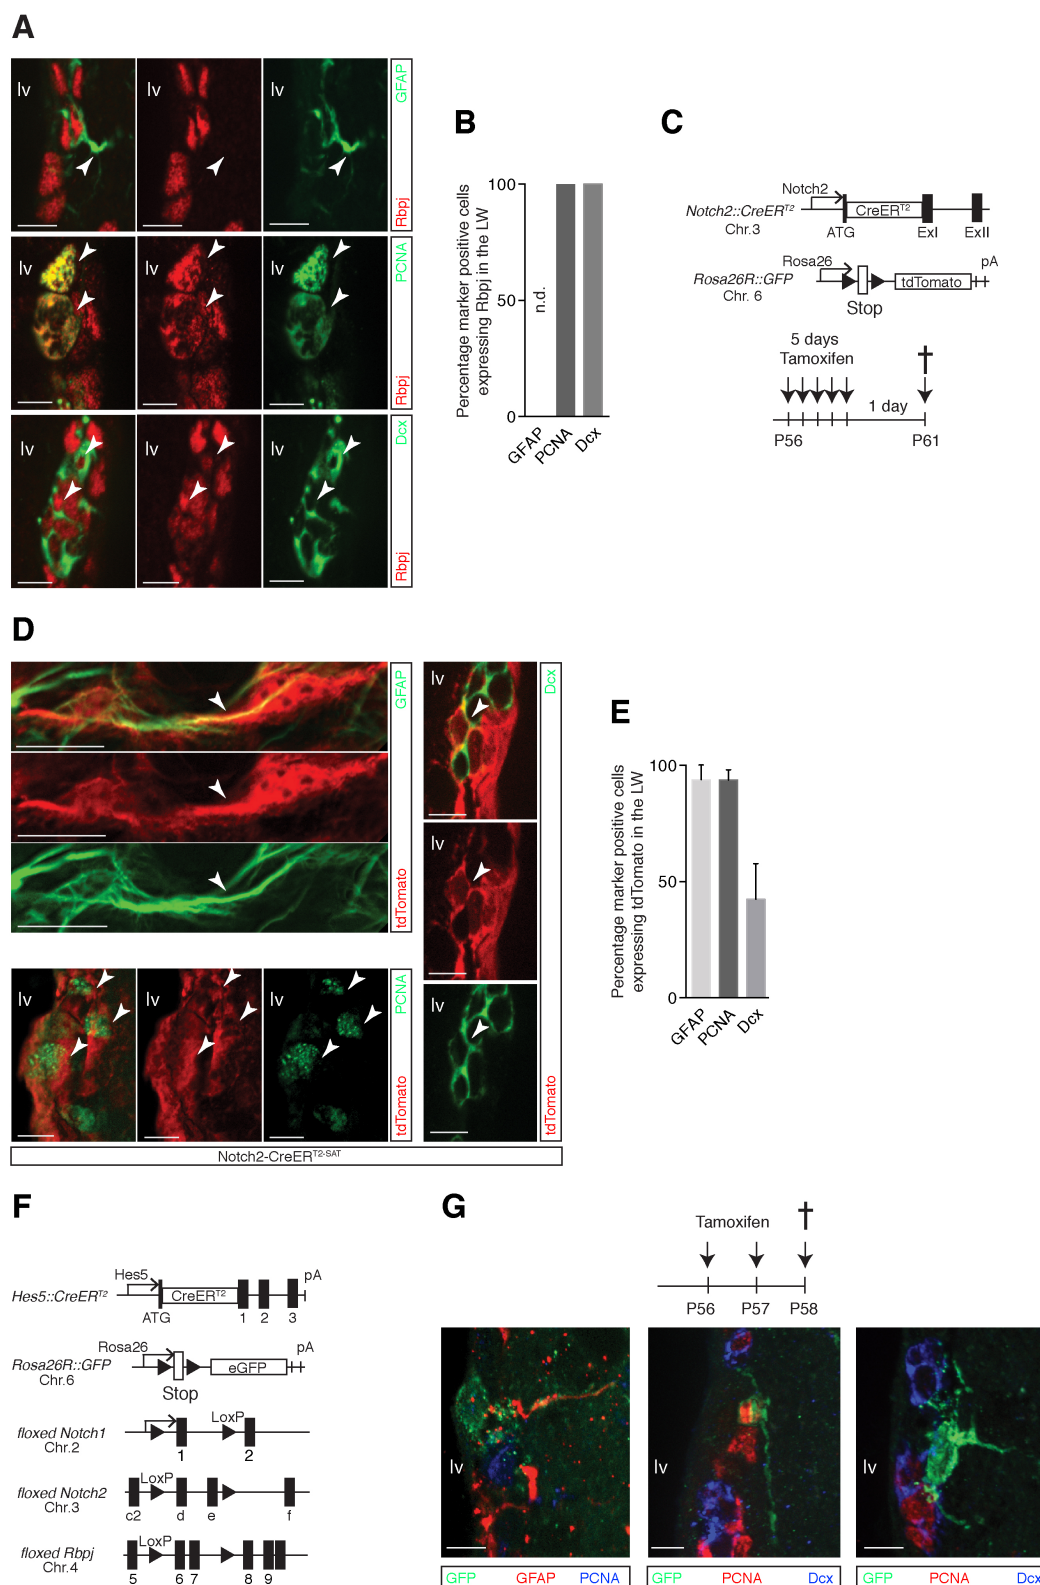 A
lv
lv
lv
GFAP
Rbpj
lv
lv
lv
PCNA
Rbpj
lv
lv
lv
Dcx
Rbpj
B
Percentage marker positive cells
expressing Rbpj in the LW
100
50
0
n.d.
GFAP
PCNA
Dcx
C
Notch2
Notch2::CreERT2
Chr.3
CreERT2
ATG
ExI
ExII
Rosa26
pA
Rosa26R::GFP
Chr. 6
tdTomato
Stop
5 days
Tamoxifen
1 day
P56
P61
D
GFAP
tdTomato
lv
lv
lv
Dcx
tdTomato
lv
lv
lv
PCNA
tdTomato
Notch2-CreERT2-SAT
E
Percentage marker positive cells
expressing tdTomato in the LW
100
50
0
GFAP
PCNA
Dcx
F
Hes5
pA
Hes5::CreERT2
CreERT2
ATG
1
2
3
Rosa26
pA
Rosa26R::GFP
Chr.6
eGFP
Stop
LoxP
floxed Notch1
Chr.2
1
2
LoxP
floxed Notch2
Chr.3
c2
d
e
f
LoxP
floxed Rbpj
Chr.4
5
6
7
8
9
G
Tamoxifen
P56
P57
P58
lv
lv
lv
GFP
GFAP
PCNA
GFP
PCNA
Dcx
GFP
PCNA
Dcx